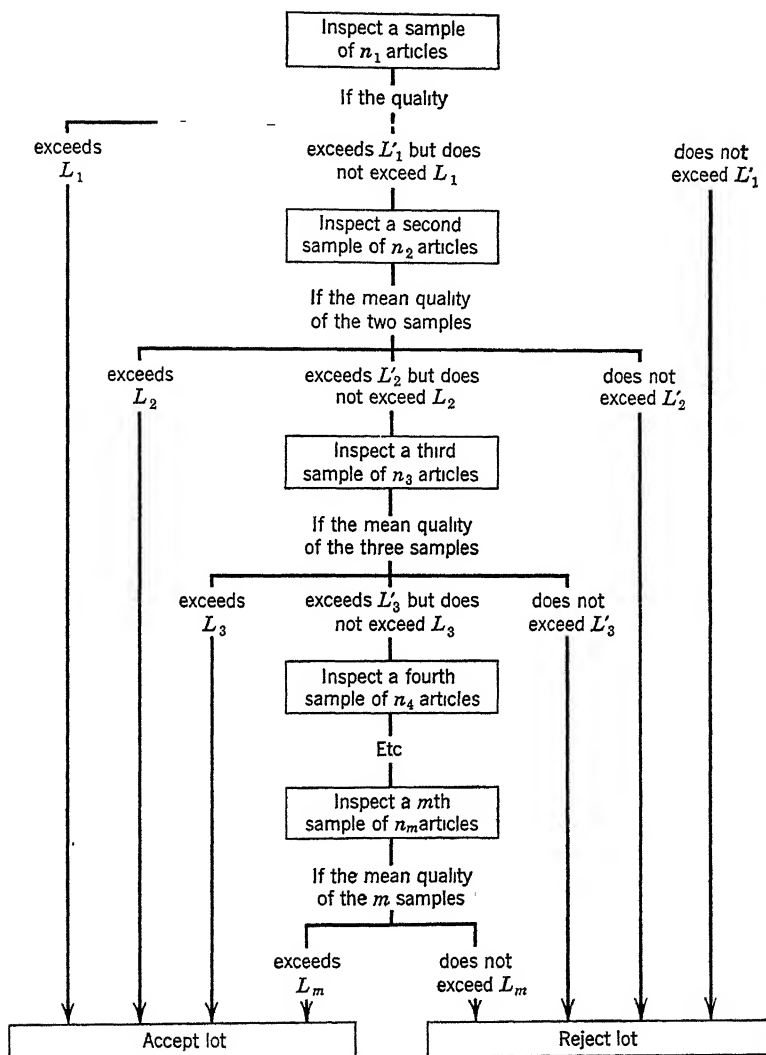 Inspect a sample
of n₁ articles
If the quality
exceeds
L₁
exceeds L'₁ but does
not exceed L₁
does not
exceed L'₁
Inspect a second
sample of n₂ articles
If the mean quality
of the two samples
exceeds
L₂
exceeds L'₂ but does
not exceed L₂
does not
exceed L'₂
Inspect a third
sample of n₃ articles
If the mean quality
of the three samples
exceeds
L₃
exceeds L'₃ but does
not exceed L₃
does not
exceed L'₃
Inspect a fourth
sample of n₄ articles
Etc
Inspect a mth
sample of nₘ articles
If the mean quality
of the m samples
exceeds
Lₘ
does not
exceed Lₘ
Accept lot
Reject lot